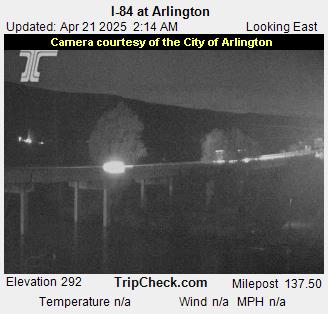 I-84 at Arlington
Updated: Apr 21 2025 2:14 AM Looking East
Camera courtesy of the City of Arlington
Elevation 292 TripCheck.com Milepost 137.50
Temperature n/a Wind n/a MPH n/a